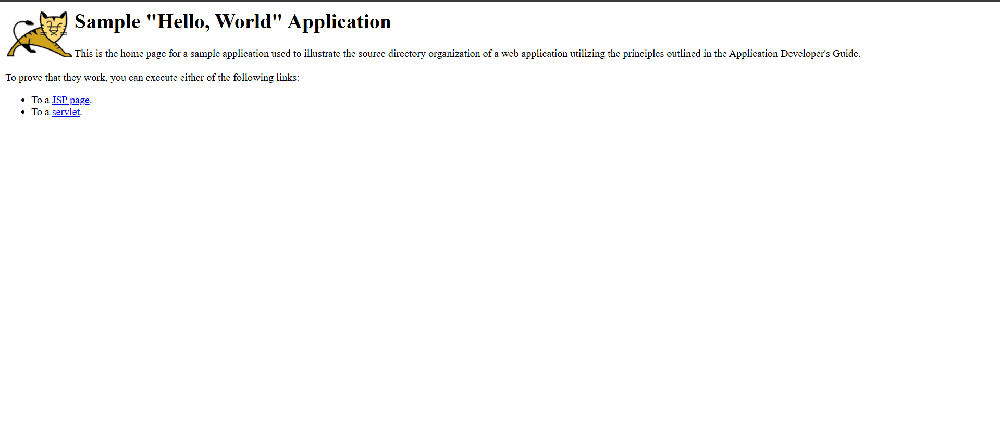 Sample "Hello, World" Application
This is the home page for a sample application used to illustrate the source directory organization of a web application utilizing the principles outlined in the Application Developer's Guide.
To prove that they work, you can execute either of the following links:
• To a JSP page.
• To a servlet.